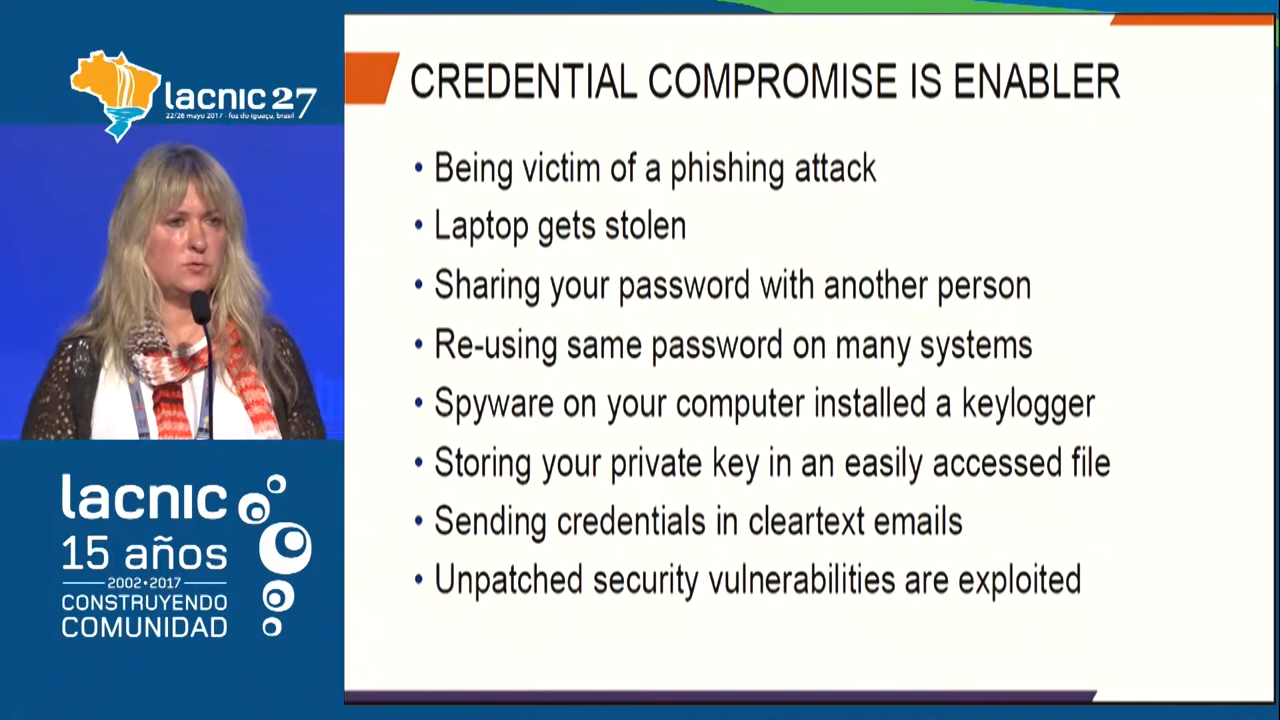 lacnic 27
22/26 mayo 2017 - foz do iguaçu, brasil
CREDENTIAL COMPROMISE IS ENABLER
• Being victim of a phishing attack
• Laptop gets stolen
• Sharing your password with another person
• Re-using same password on many systems
• Spyware on your computer installed a keylogger
• Storing your private key in an easily accessed file
• Sending credentials in cleartext emails
• Unpatched security vulnerabilities are exploited
lacnic
15 años
2002•2017
CONSTRUYENDO
COMUNIDAD